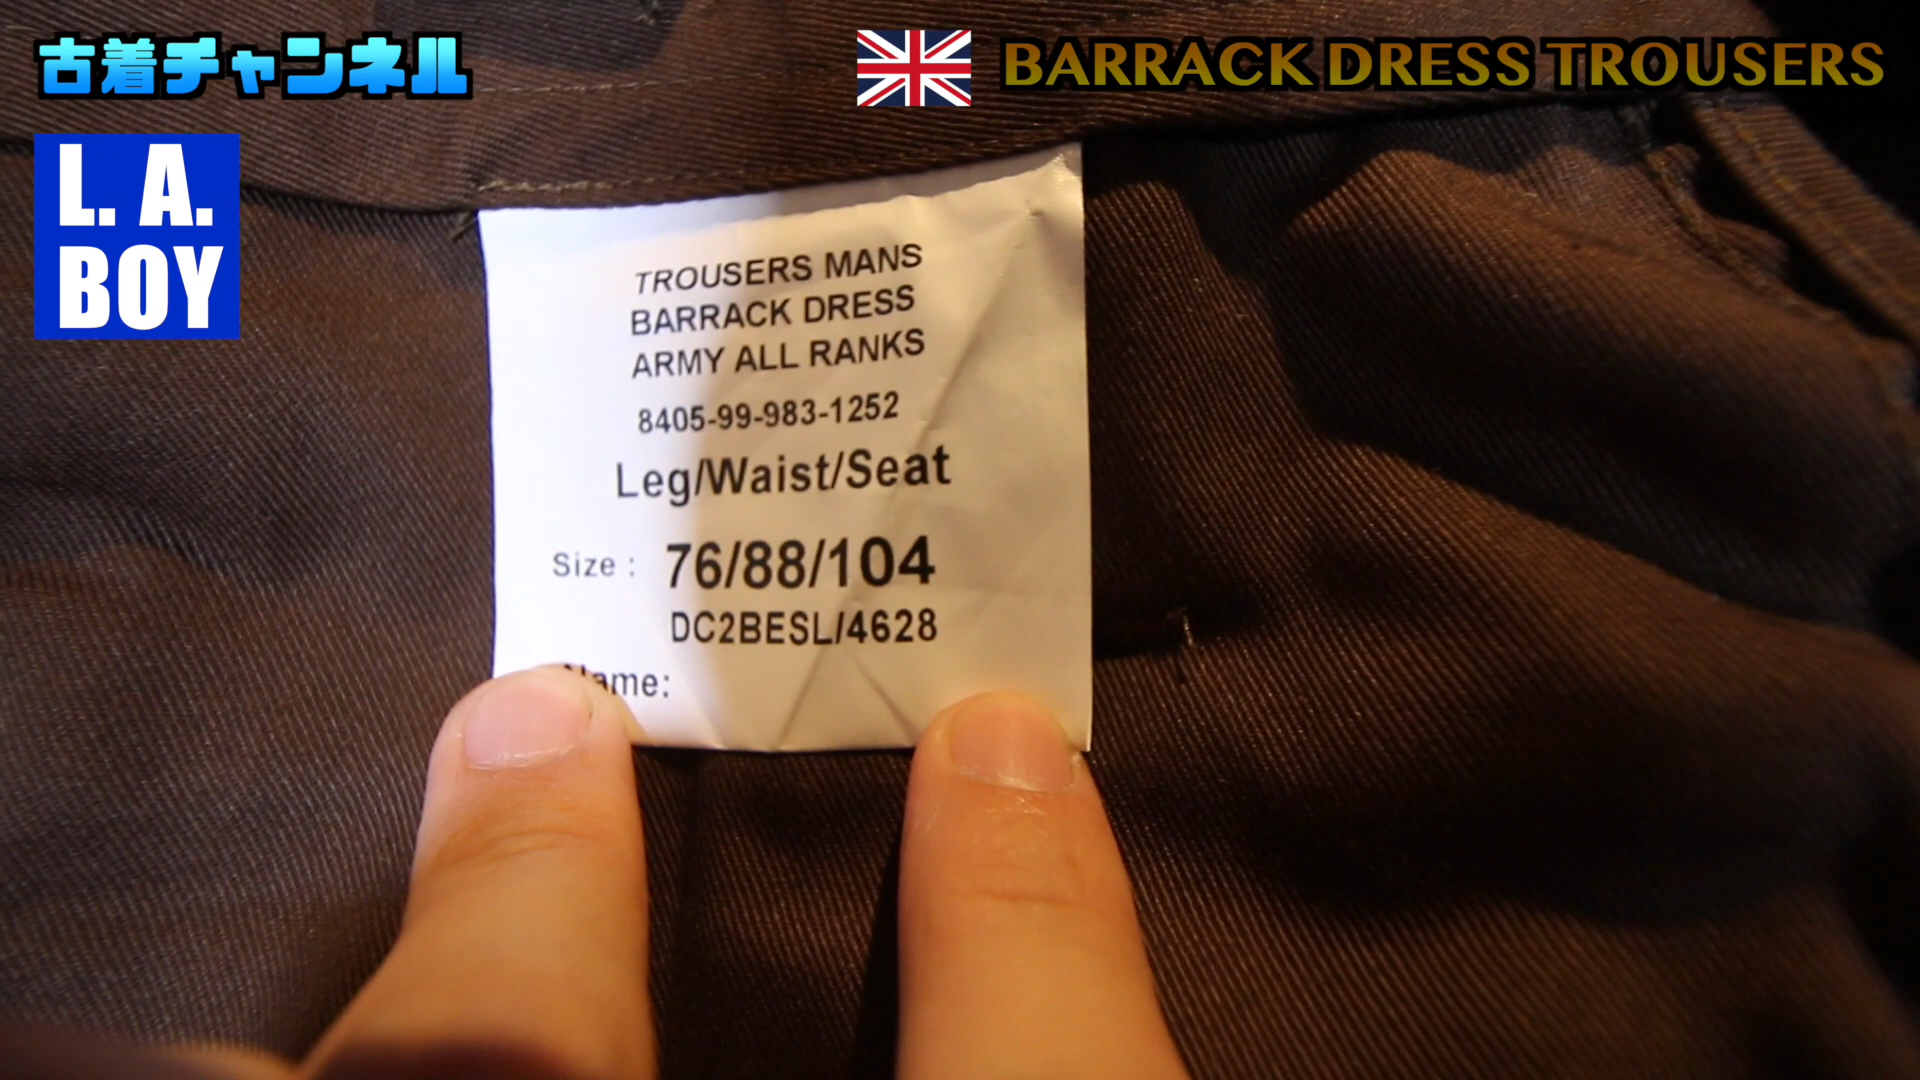 古着チャンネル
BARRACK DRESS TROUSERS
L. A.
BOY
TROUSERS MANS
BARRACK DRESS
ARMY ALL RANKS
8405-99-983-1252
Leg/Waist/Seat
Size : 76/88/104
DC2BESL/4628
Name: